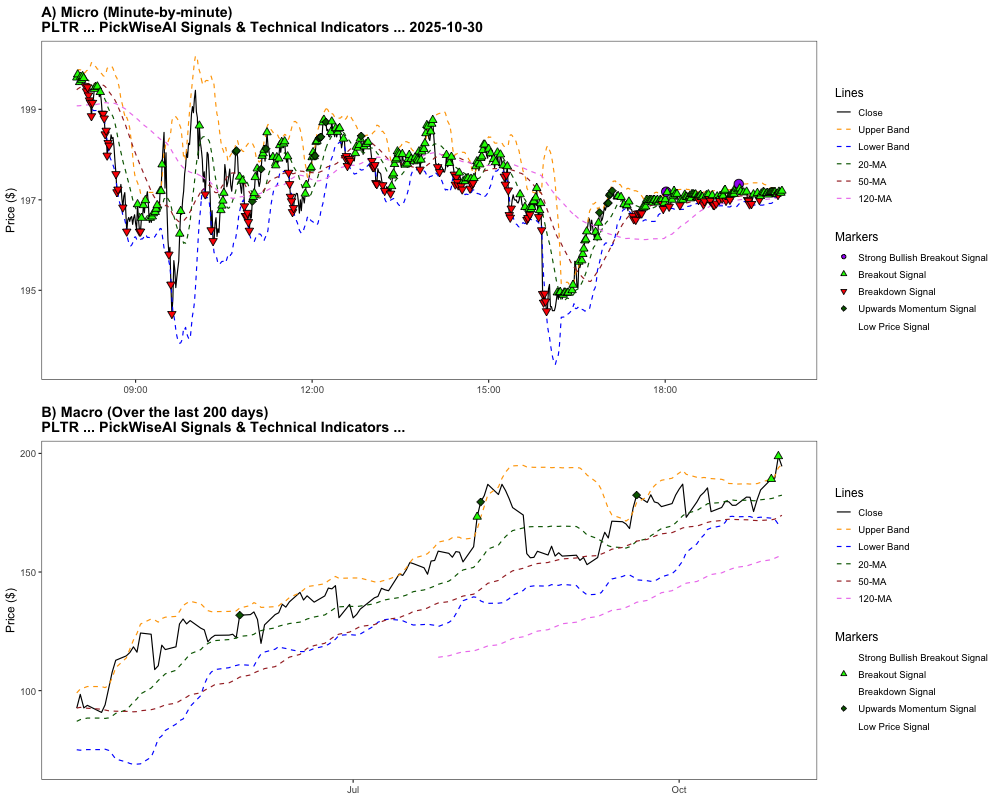 A) Micro (Minute-by-minute)
PLTR ... PickWiseAI Signals & Technical Indicators ... 2025-10-30
Price ($)
199
197
195
09:00
12:00
15:00
18:00
Lines
Close
Upper Band
Lower Band
20-MA
50-MA
120-MA
Markers
Strong Bullish Breakout Signal
Breakout Signal
Breakdown Signal
Upwards Momentum Signal
Low Price Signal
B) Macro (Over the last 200 days)
PLTR ... PickWiseAI Signals & Technical Indicators ...
Price ($)
200
150
100
Jul
Oct
Lines
Close
Upper Band
Lower Band
20-MA
50-MA
120-MA
Markers
Strong Bullish Breakout Signal
Breakout Signal
Breakdown Signal
Upwards Momentum Signal
Low Price Signal